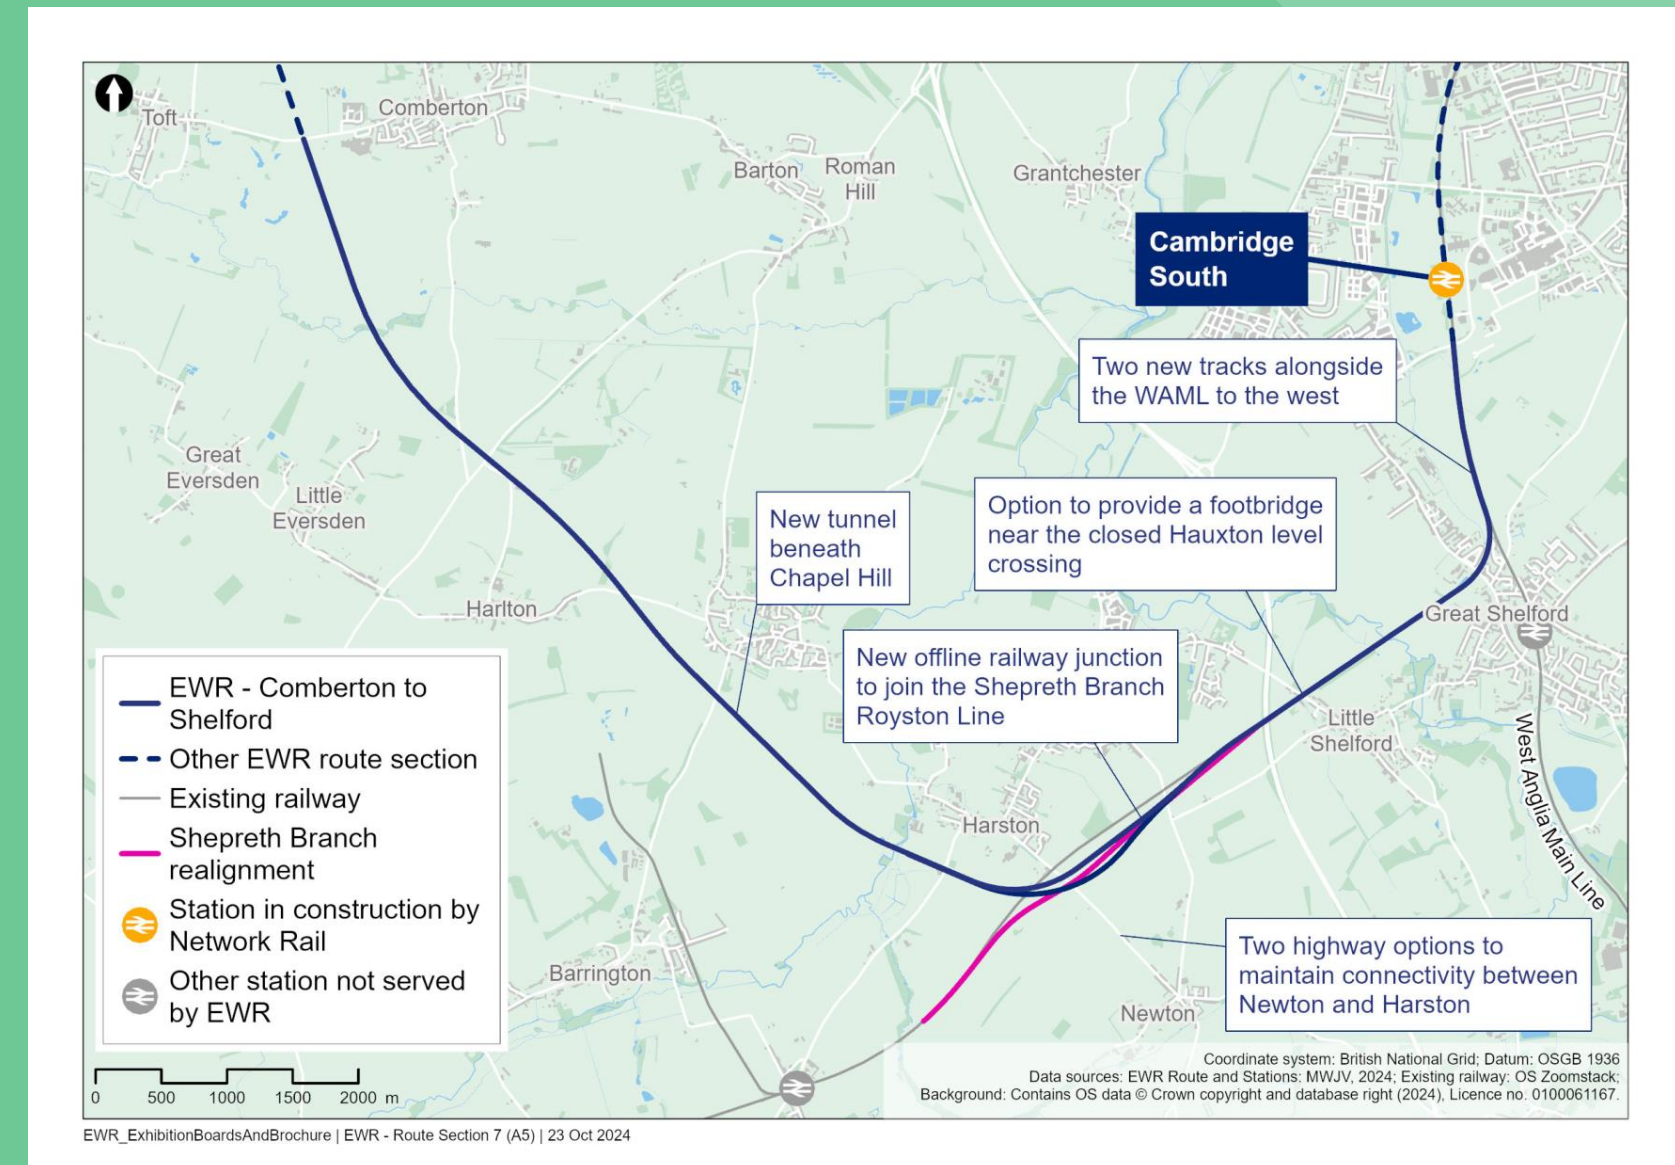 Toft
Comberton
Barton
Roman
Hill
Grantchester
Cambridge
South
Two new tracks alongside
the WAML to the west
Great
Eversden
Little
Eversden
New tunnel
beneath
Chapel Hill
Option to provide a footbridge
near the closed Hauxton level
crossing
Harlton
Great Shelford
New offline railway junction
to join the Shepreth Branch
Royston Line
Little
Shelford
West Anglia Main Line
Harston
Barrington
Newton
Two highway options to
maintain connectivity between
Newton and Harston
EWR - Comberton to
Shelford
Other EWR route section
Existing railway
Shepreth Branch
realignment
Station in construction by
Network Rail
Other station not served
by EWR
0 500 1000 1500 2000 m
Coordinate system: British National Grid; Datum: OSGB 1936
Data sources: EWR Route and Stations: MWJV, 2024; Existing railway: OS Zoomstack;
Background: Contains OS data © Crown copyright and database right (2024), Licence no. 0100061167.
EWR_ExhibitionBoardsAndBrochure | EWR - Route Section 7 (A5) | 23 Oct 2024